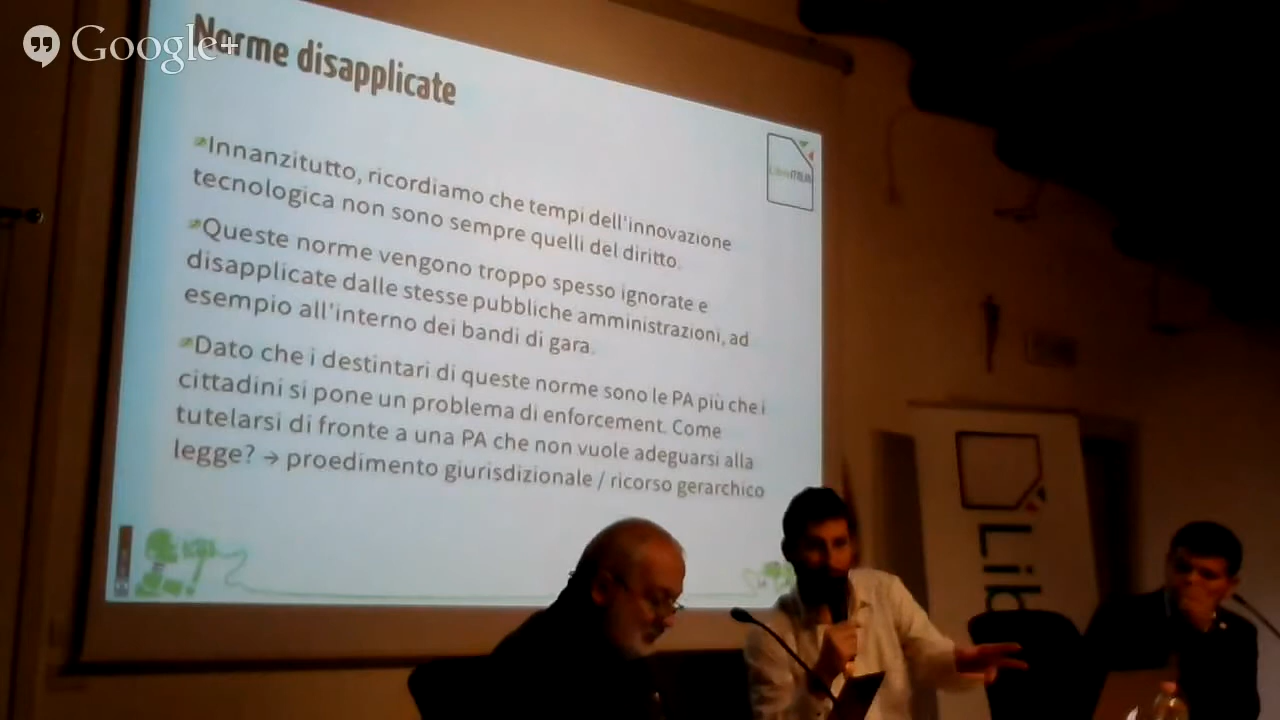 Google+
Norme disapplicate
Innanzitutto, ricordiamo che tempi dell'innovazione
tecnologica non sono sempre quelli del diritto.
Queste norme vengono troppo spesso ignorate e
disapplicate dalle stesse pubbliche amministrazioni, ad
esempio all'interno dei bandi di gara.
Dato che i destintari di queste norme sono le PA più che i
cittadini si pone un problema di enforcement. Come
tutelarsi di fronte a una PA che non vuole adeguarsi alla
legge? → proedimento giurisdizionale / ricorso gerarchico
LibreITALIA
Lib